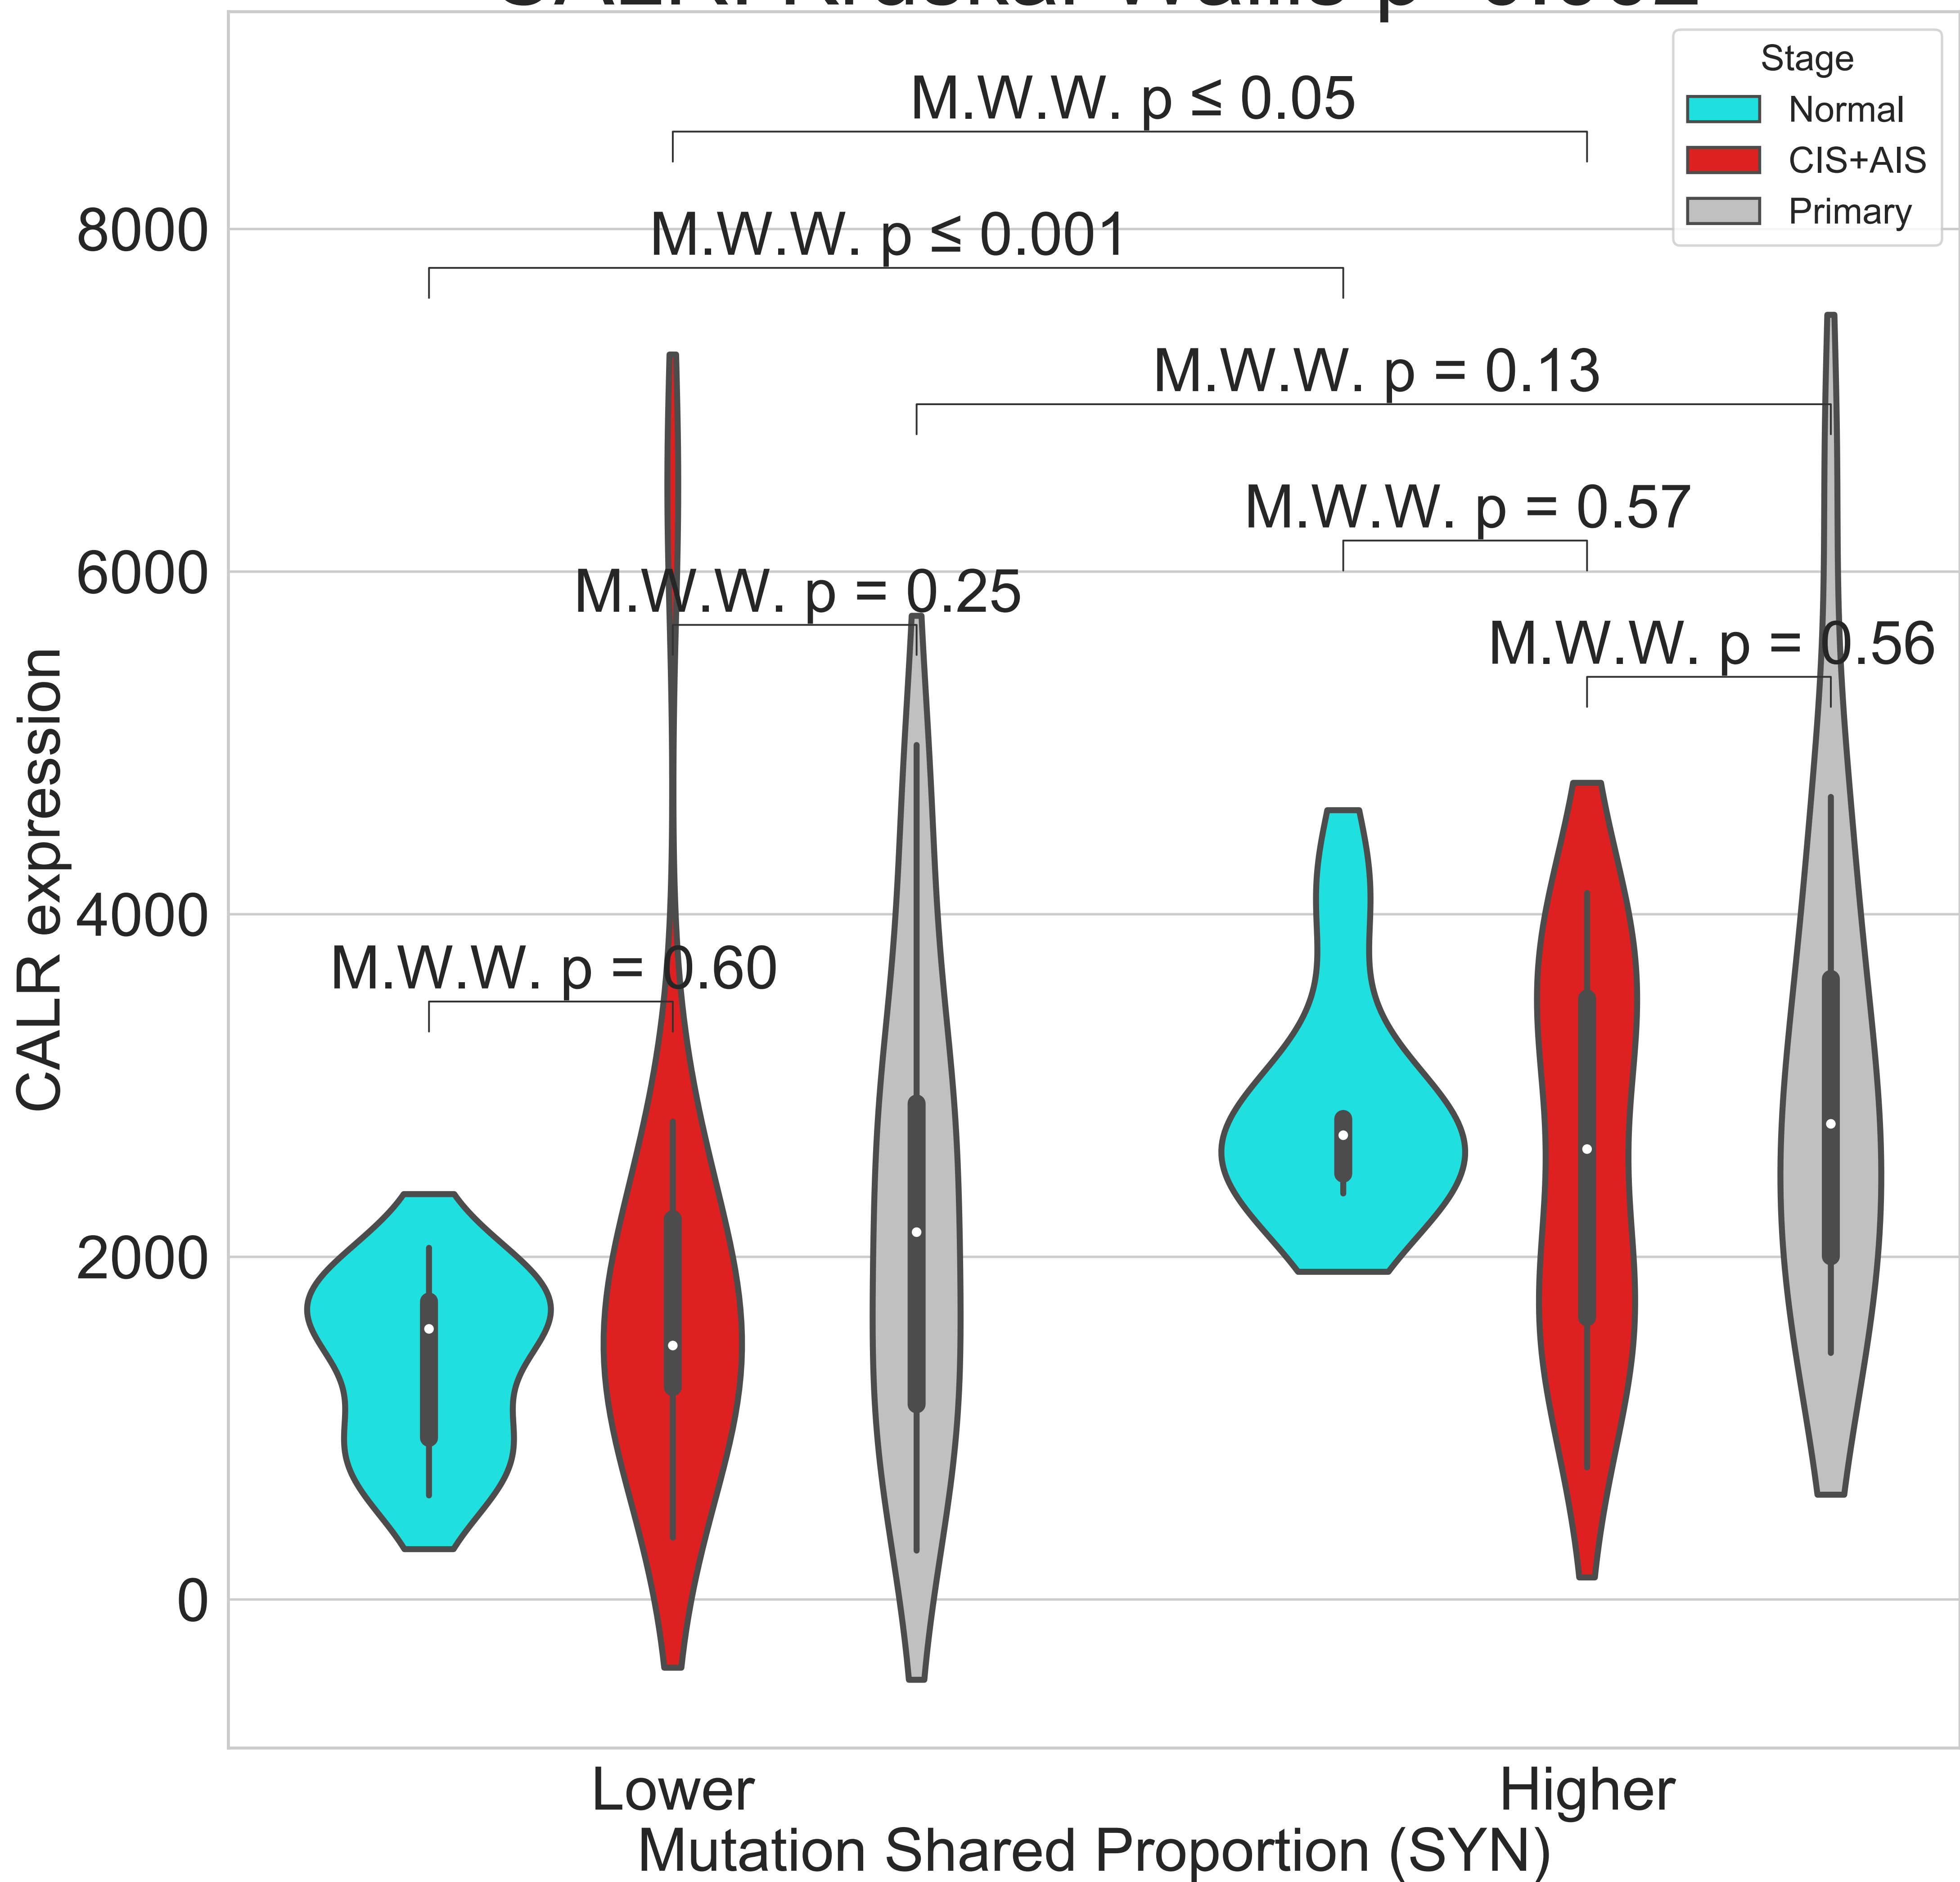 Stage
Normal
CIS+AIS
Primary
M.W.W. p ≤ 0.05
M.W.W. p ≤ 0.001
M.W.W. p = 0.13
M.W.W. p = 0.57
M.W.W. p = 0.25
M.W.W. p = 0.56
M.W.W. p = 0.60
8000
6000
4000
2000
0
CALR expression
Lower
Higher
Mutation Shared Proportion (SYN)